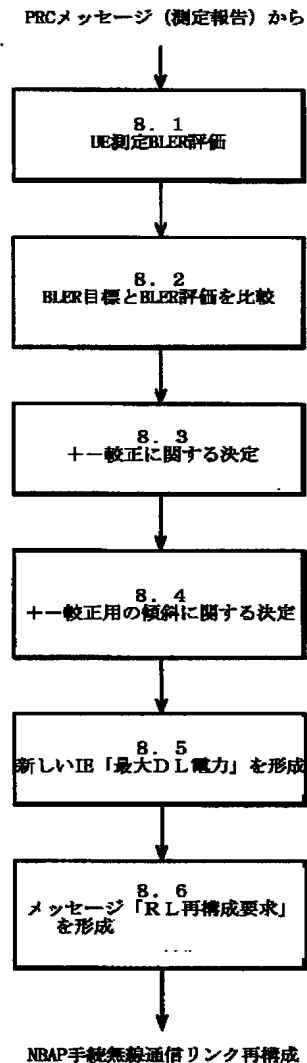 PRCメッセージ（測定報告）から
8．1
UE測定BLER評価
8．2
BLER目標とBLER評価を比較
8．3
＋－較正に関する決定
8．4
＋－較正用の傾斜に関する決定
8．5
新しいIE「最大DL電力」を形成
8．6
メッセージ「RL再構成要求」
を形成
NBAP手続無線通信リンク再構成